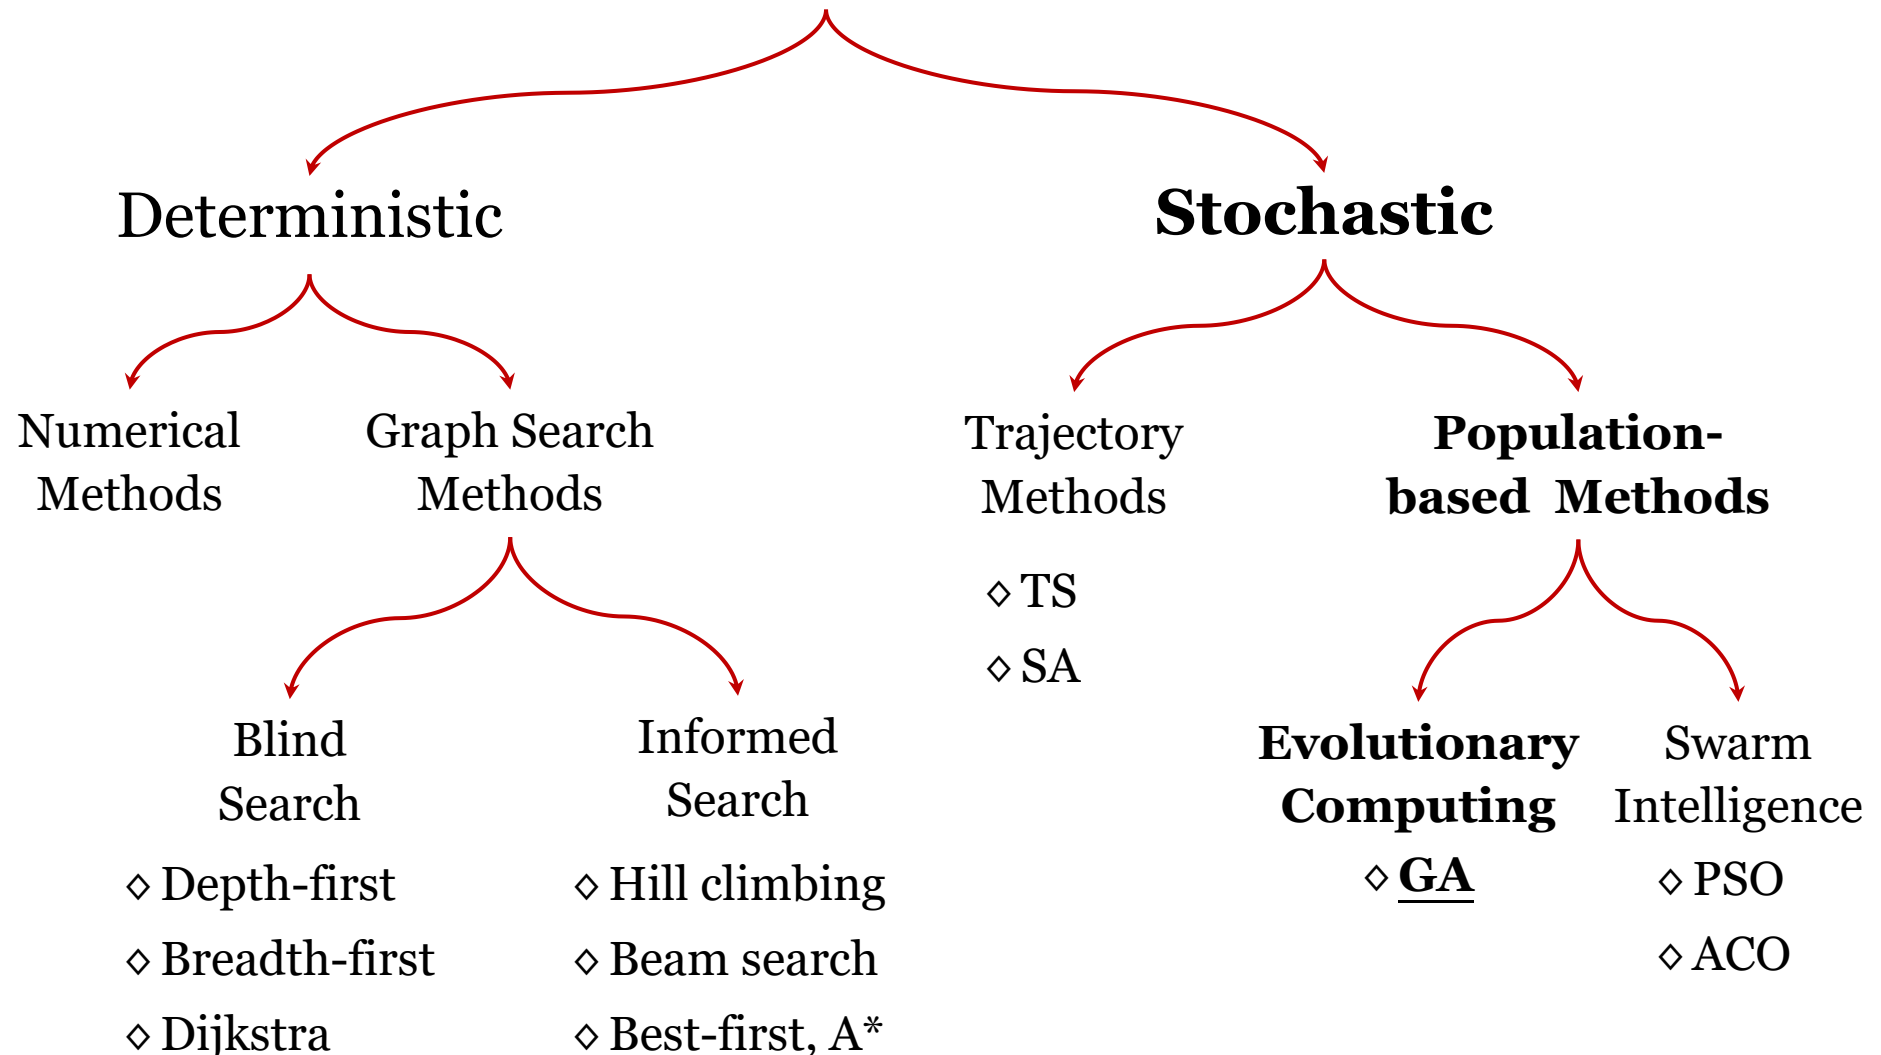 Deterministic
Stochastic
Numerical
Methods
Graph Search
Methods
Trajectory
Methods
◊ TS
◊ SA
Population-
based Methods
Blind
Search
◊ Depth-first
◊ Breadth-first
◊ Dijkstra
Informed
Search
◊ Hill climbing
◊ Beam search
◊ Best-first, A*
Evolutionary
Computing
◊ GA
Swarm
Intelligence
◊ PSO
◊ ACO